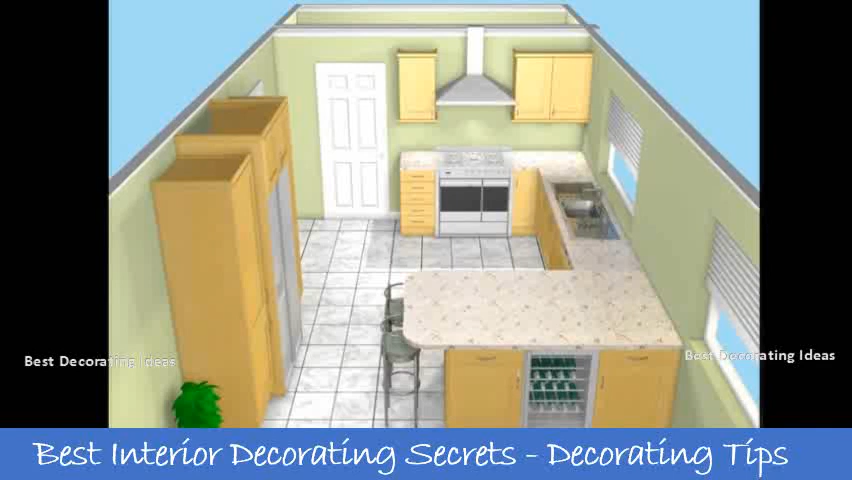 Best Decorating Ideas
Best Decorating Ideas
Best Interior Decorating Secrets - Decorating Tips